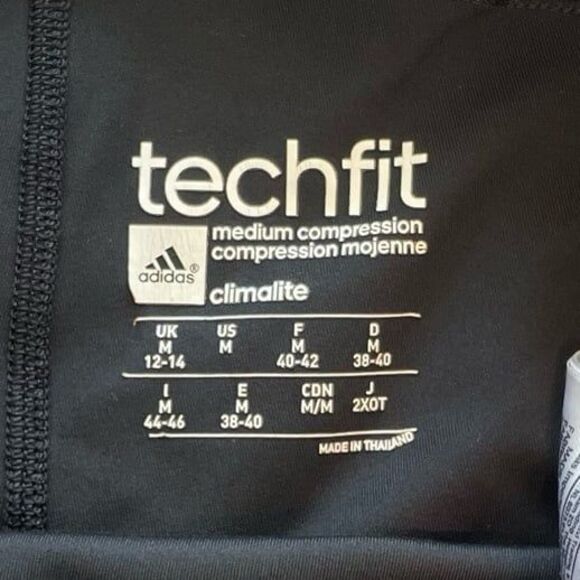 techfit
medium compression
compression mojenne
adidas®
climalite
UK US F D
M M M M
12-14 40-42 38-40
I E CDN J
M M M/M 2XOT
44-46 38-40
MADE IN THAILAND